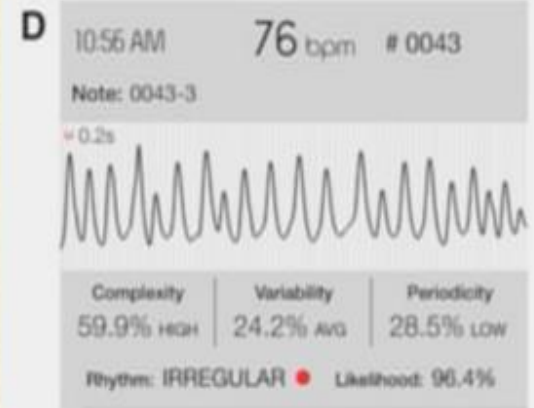 D
10:56 AM 76 bpm # 0043
Note: 0043-3
0.2s
Complexity Variability Periodicity
59.9% HIGH 24.2% AVG 28.5% LOW
Rhythm: IRREGULAR Likelihood: 96.4%